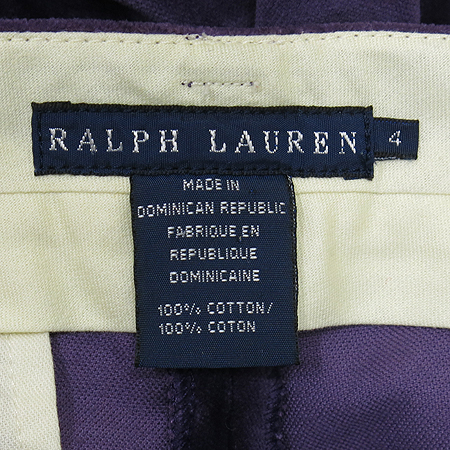 RALPH LAUREN 4
MADE IN
DOMINICAN REPUBLIC
FABRIQUE EN
REPUBLIQUE
DOMINICAINE
100% COTTON/
100% COTON